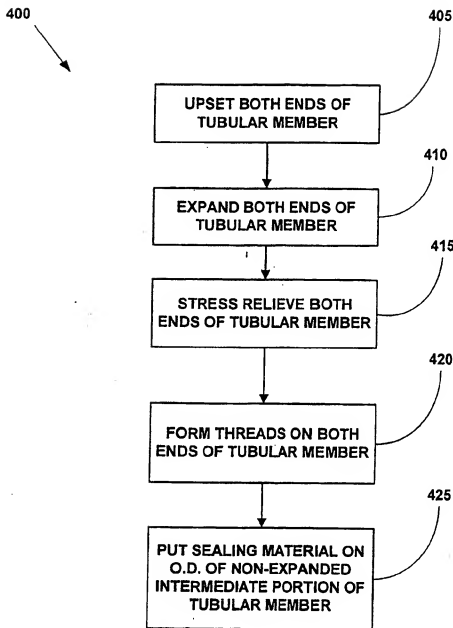 400
405
UPSET BOTH ENDS OF
TUBULAR MEMBER
410
EXPAND BOTH ENDS OF
TUBULAR MEMBER
415
STRESS RELIEVE BOTH
ENDS OF TUBULAR MEMBER
420
FORM THREADS ON BOTH
ENDS OF TUBULAR MEMBER
425
PUT SEALING MATERIAL ON
O.D. OF NON-EXPANDED
INTERMEDIATE PORTION OF
TUBULAR MEMBER